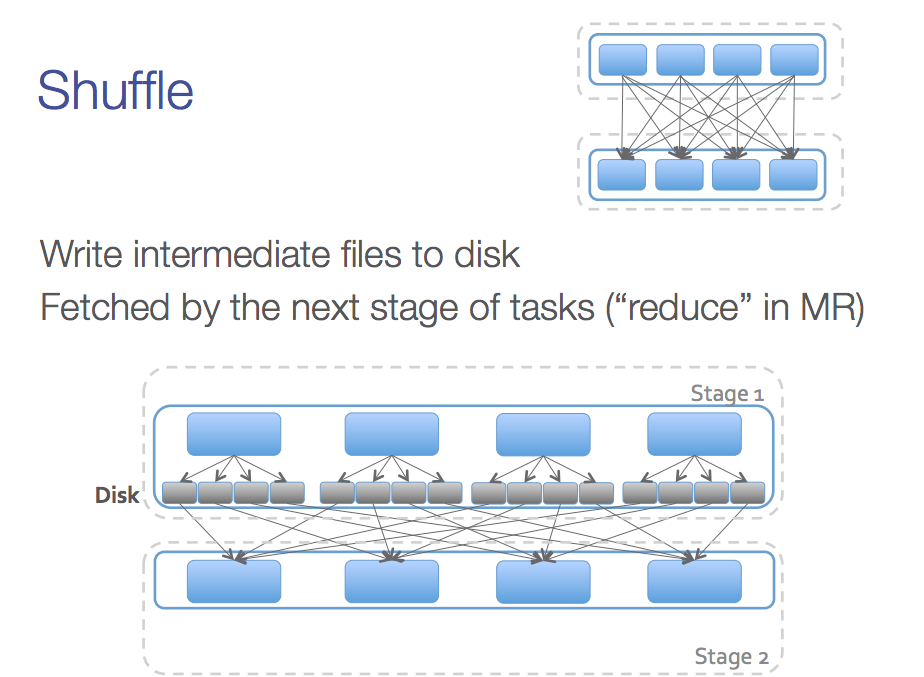 Shuffle
Write intermediate files to disk
Fetched by the next stage of tasks (“reduce” in MR)
Stage 1
Disk
Stage 2